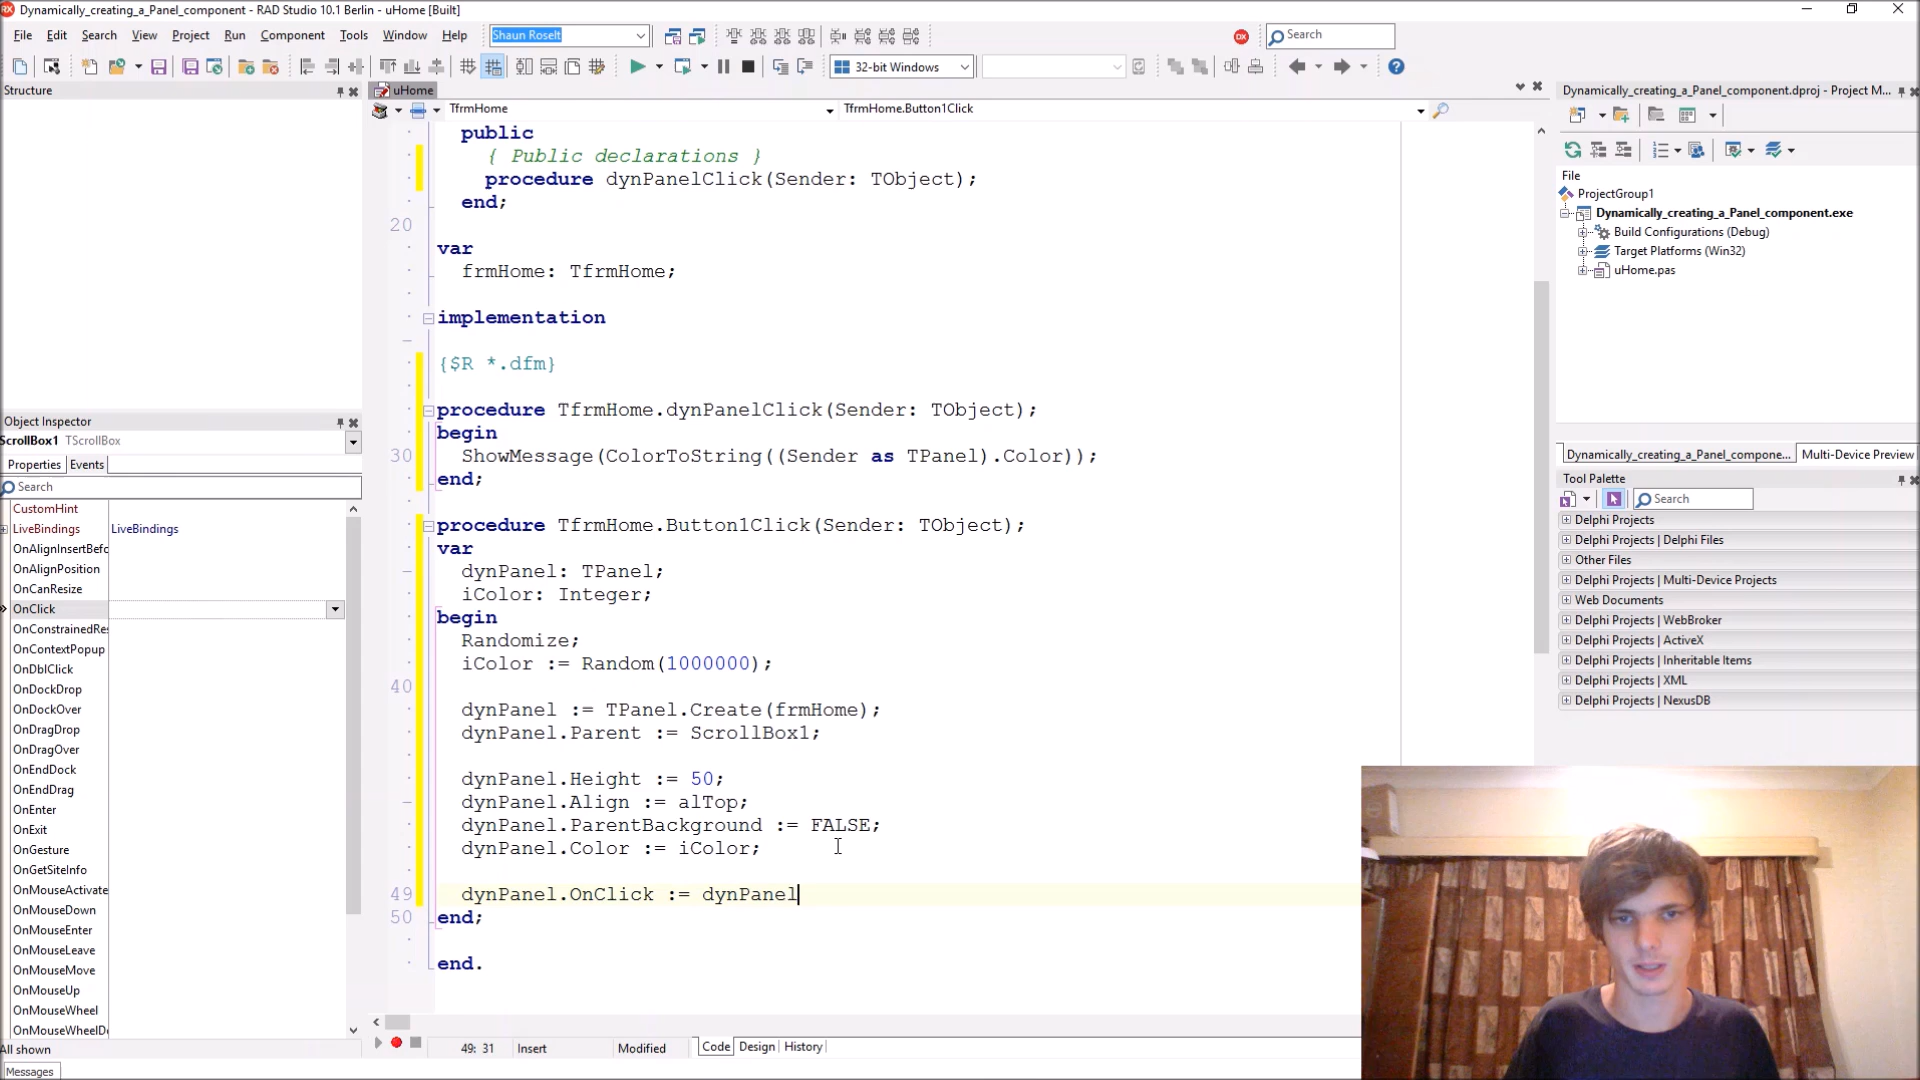 Dynamically_creating_a_Panel_component - RAD Studio 10.1 Berlin - uHome [Built]
File Edit Search View Project Run Component Tools Window Help Shaun Roselt Search
32-bit Windows
Structure
uHome
TfrmHome TfrmHome.Button1Click
public
{ Public declarations }
procedure dynPanelClick(Sender: TObject);
end;
20
var
frmHome: TfrmHome;
implementation
{$R *.dfm}
procedure TfrmHome.dynPanelClick(Sender: TObject);
begin
30 ShowMessage(ColorToString((Sender as TPanel).Color));
end;
procedure TfrmHome.Button1Click(Sender: TObject);
var
dynPanel: TPanel;
iColor: Integer;
begin
Randomize;
iColor := Random(1000000);
40
dynPanel := TPanel.Create(frmHome);
dynPanel.Parent := ScrollBox1;
dynPanel.Height := 50;
dynPanel.Align := alTop;
dynPanel.ParentBackground := FALSE;
dynPanel.Color := iColor;
49 dynPanel.OnClick := dynPanel
50 end;
end.
49: 31 Insert Modified Code Design History
Object Inspector
ScrollBox1 TScrollBox
Properties Events
Search
CustomHint
LiveBindings LiveBindings
OnAlignInsertBefo
OnAlignPosition
OnCanResize
OnClick
OnConstrainedRes
OnContextPopup
OnDblClick
OnDockDrop
OnDockOver
OnDragDrop
OnDragOver
OnEndDock
OnEndDrag
OnEnter
OnExit
OnGesture
OnGetSiteInfo
OnMouseActivate
OnMouseDown
OnMouseEnter
OnMouseLeave
OnMouseMove
OnMouseUp
OnMouseWheel
OnMouseWheelDo
All shown
Messages
Dynamically_creating_a_Panel_component.dproj - Project M...
File
ProjectGroup1
Dynamically_creating_a_Panel_component.exe
Build Configurations (Debug)
Target Platforms (Win32)
uHome.pas
Dynamically_creating_a_Panel_compone... Multi-Device Preview
Tool Palette
Search
Delphi Projects
Delphi Projects | Delphi Files
Other Files
Delphi Projects | Multi-Device Projects
Web Documents
Delphi Projects | WebBroker
Delphi Projects | ActiveX
Delphi Projects | Inheritable Items
Delphi Projects | XML
Delphi Projects | NexusDB